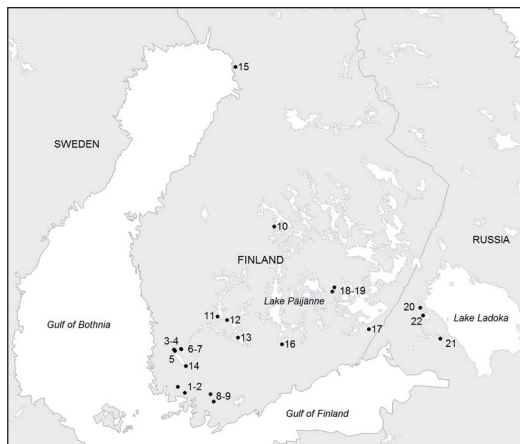 15
SWEDEN
10
RUSSIA
FINLAND
18-19
Lake Päijänne
20
Lake Ladoka
22
Gulf of Bothnia
11
12
17
3-4
13
6-7
16
21
5
14
1-2
8-9
Gulf of Finland